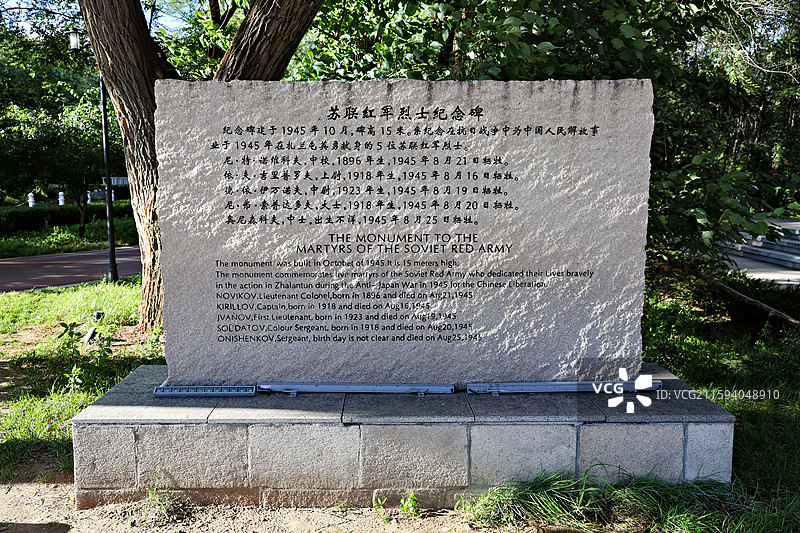 苏联红军烈士纪念碑
纪念碑建于1945年10月，碑高15米。系纪念在抗日战争中为中国人民解放事
业于1945年在扎兰屯英勇献身的5位苏联红军烈士。
尼·特·诺维科夫，中校，1896年生，1945年8月21日牺牲。
依·夫·吉里普罗夫，上尉，1918年生，1945年8月16日牺牲。
德·依·伊万诺夫，中尉，1923年生，1945年8月19日牺牲。
尼·弗·索普达多夫，大士，1918年生，1945年8月20日牺牲。
奥尼森科夫，中士，出生不详，1945年8月25日牺牲。
THE MONUMENT TO THE
MARTYRS OF THE SOVIET RED ARMY
The monument was built in October of 1945.It is 15 meters high.
The monument commemorates five martyrs of the Soviet Red Army who dedicated their Lives bravely
in the action in Zhalantun during the Anti-Japan War in 1945 for the Chinese Liberation.
NOVIKOV,Lieutenant Colonel,born in 1896 and died on Aug21,1945
KIRILLOV,Captain,born in 1918 and died on Aug16,1945
IVANOV,First Lieutenant, born in 1923 and died on Aug19,1945
SOLDATOV,Colour Sergeant, born in 1918 and died on Aug20,1945
ONISHENKOV,Sergeant, birth day is not clear and died on Aug25,1945
VCG
VCG211594048910